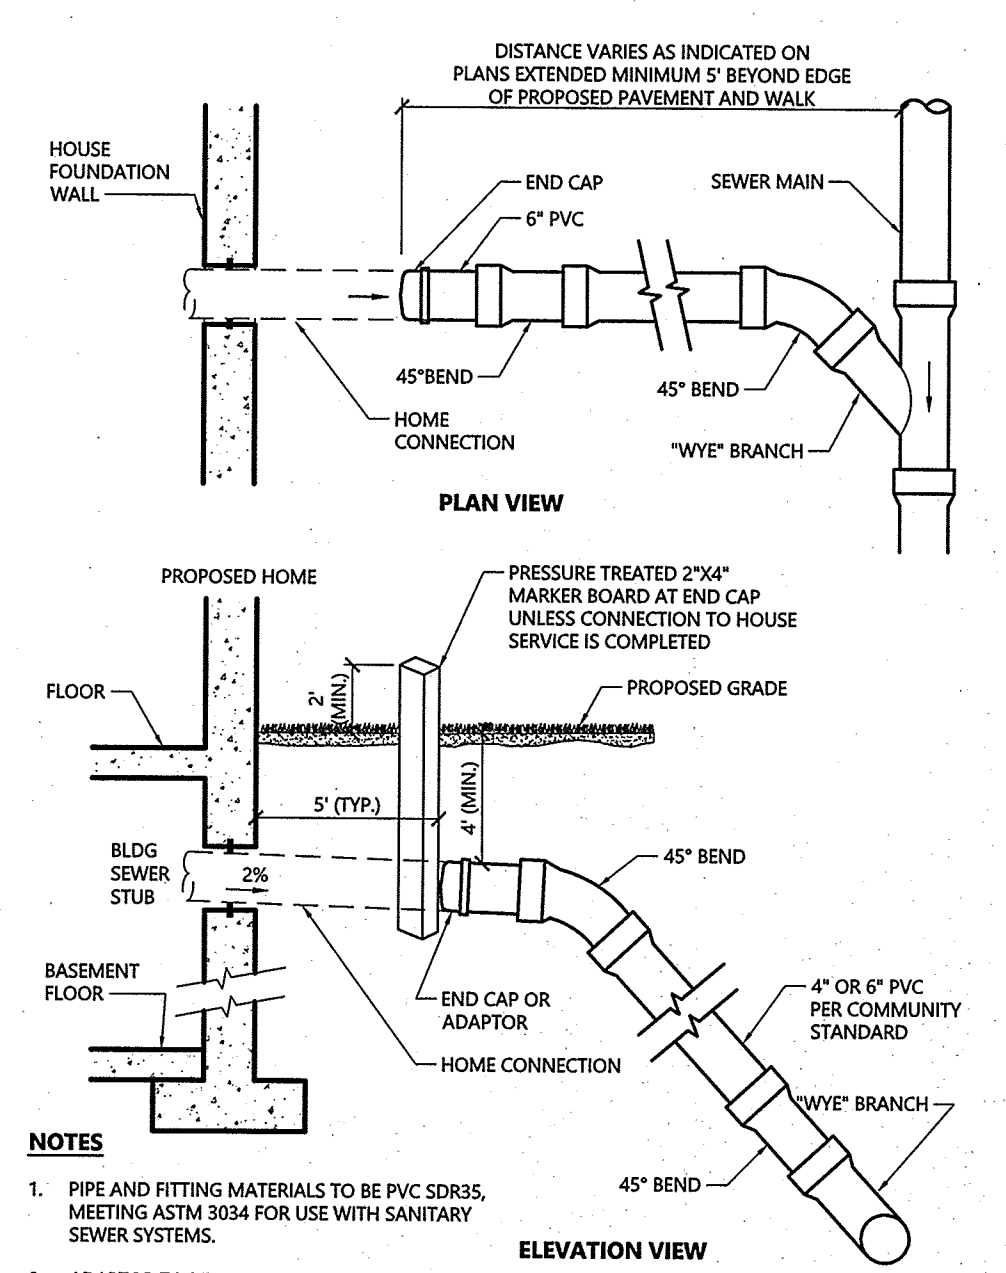 DISTANCE VARIES AS INDICATED ON
PLANS EXTENDED MINIMUM 5' BEYOND EDGE
OF PROPOSED PAVEMENT AND WALK
HOUSE
FOUNDATION
WALL
END CAP
6" PVC
SEWER MAIN
45°BEND
45° BEND
HOME
CONNECTION
"WYE" BRANCH
PLAN VIEW
PROPOSED HOME
PRESSURE TREATED 2"X4"
MARKER BOARD AT END CAP
UNLESS CONNECTION TO HOUSE
SERVICE IS COMPLETED
FLOOR
2'
(MIN.)
PROPOSED GRADE
5' (TYP.)
4' (MIN.)
BLDG
SEWER
STUB
2%
45° BEND
BASEMENT
FLOOR
END CAP OR
ADAPTOR
4" OR 6" PVC
PER COMMUNITY
STANDARD
HOME CONNECTION
"WYE" BRANCH
45° BEND
NOTES
1. PIPE AND FITTING MATERIALS TO BE PVC SDR35,
MEETING ASTM 3034 FOR USE WITH SANITARY
SEWER SYSTEMS.
ELEVATION VIEW